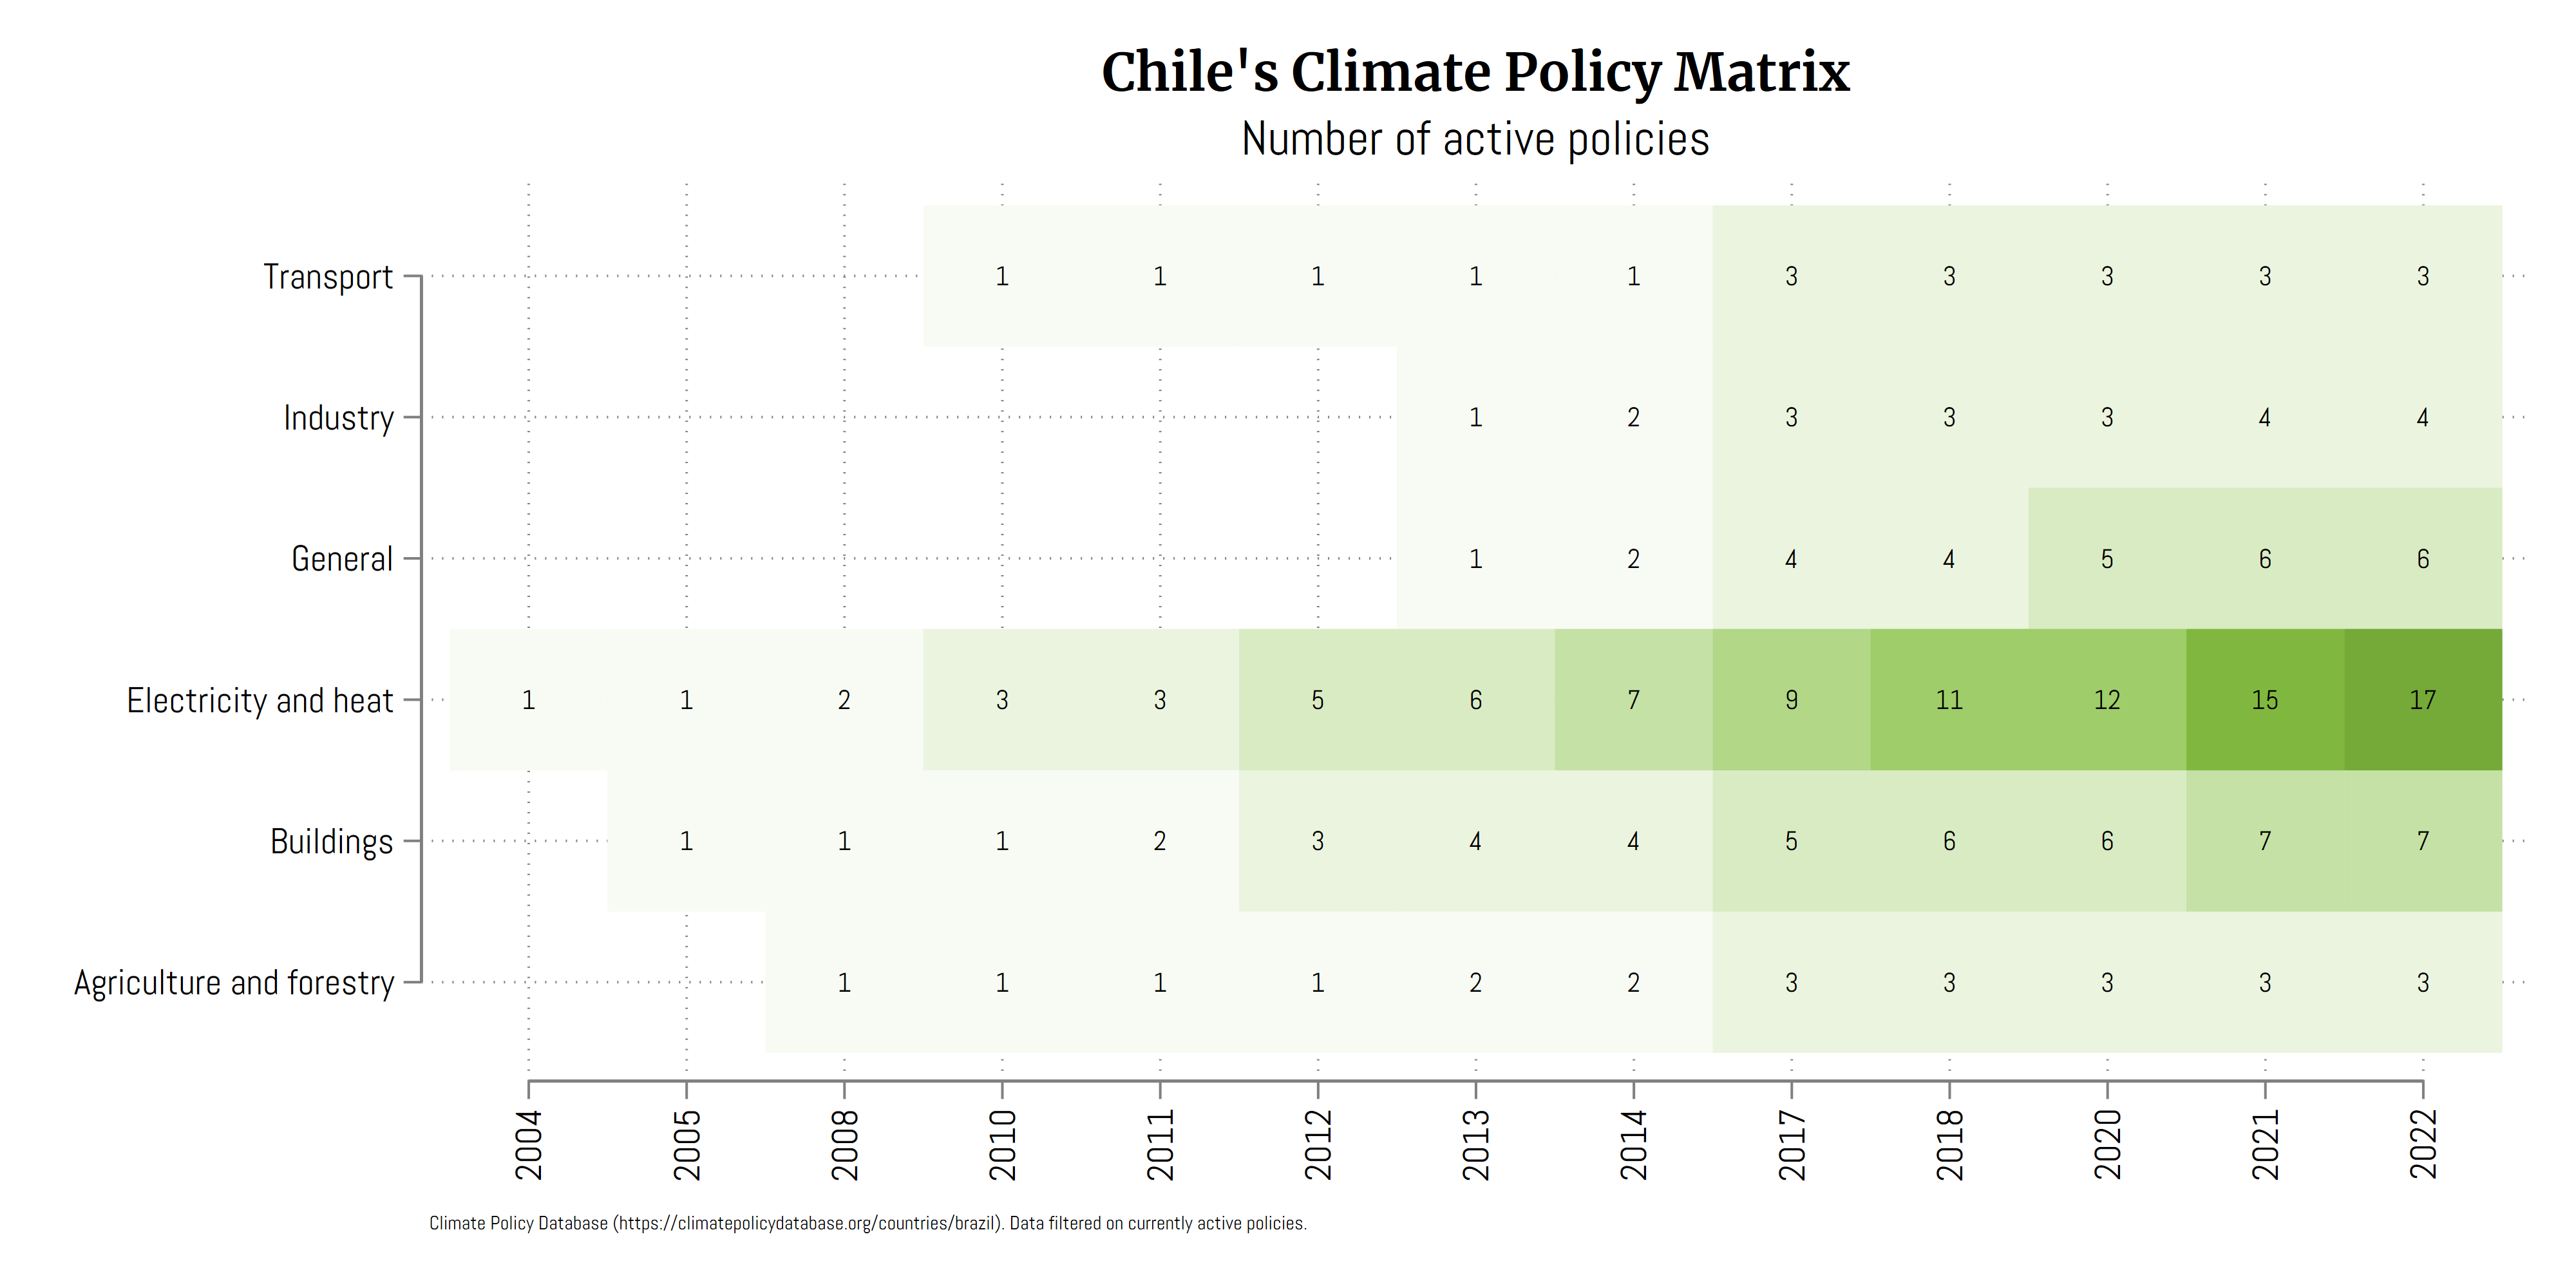 Chile's Climate Policy Matrix
Number of active policies
Transport 1 1 1 1 1 3 3 3 3 3
Industry 1 2 3 3 3 4 4
General 1 2 4 4 5 6 6
Electricity and heat 1 1 2 3 3 5 6 7 9 11 12 15 17
Buildings 1 1 1 2 3 4 4 5 6 6 7 7
Agriculture and forestry 1 1 1 1 2 2 3 3 3 3 3
2004 2005 2008 2010 2011 2012 2013 2014 2017 2018 2020 2021 2022
Climate Policy Database (https://climatepolicydatabase.org/countries/brazil). Data filtered on currently active policies.